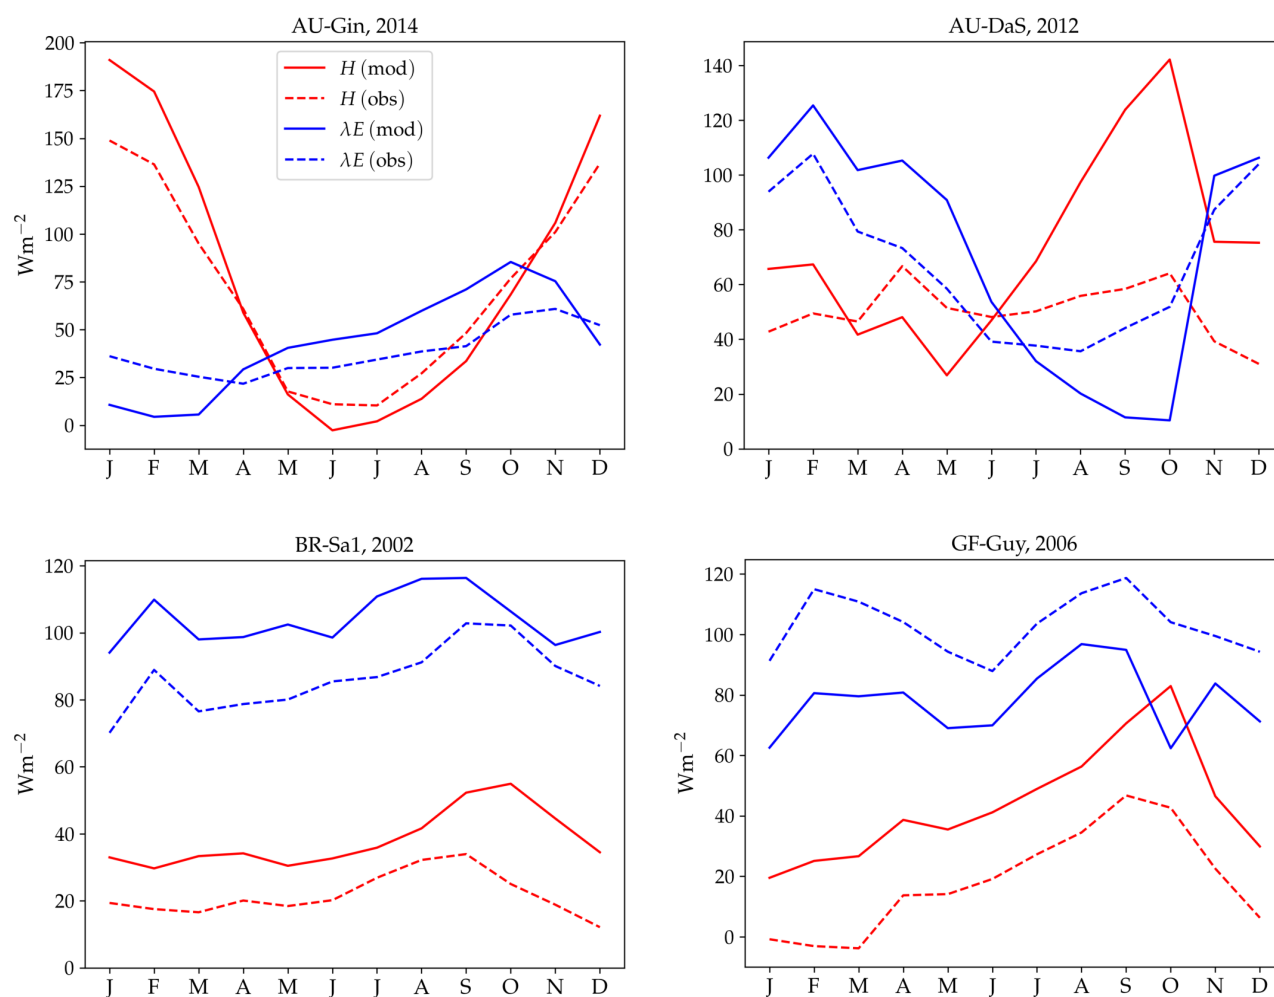 AU-Gin, 2014
200
175
150
125
100
75
50
25
0
Wm−2
H (mod)
H (obs)
λE (mod)
λE (obs)
J F M A M J J A S O N D
AU-DaS, 2012
140
120
100
80
60
40
20
0
J F M A M J J A S O N D
BR-Sa1, 2002
120
100
80
60
40
20
0
Wm−2
J F M A M J J A S O N D
GF-Guy, 2006
120
100
80
60
40
20
0
Wm−2
J F M A M J J A S O N D